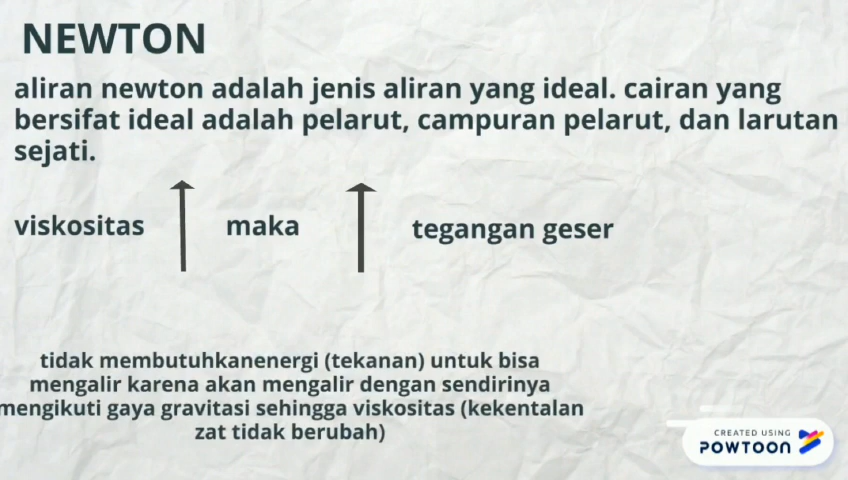 NEWTON
aliran newton adalah jenis aliran yang ideal. cairan yang
bersifat ideal adalah pelarut, campuran pelarut, dan larutan
sejati.
viskositas maka tegangan geser
tidak membutuhkanenergi (tekanan) untuk bisa
mengalir karena akan mengalir dengan sendirinya
mengikuti gaya gravitasi sehingga viskositas (kekentalan
zat tidak berubah)
CREATED USING
POWTOON